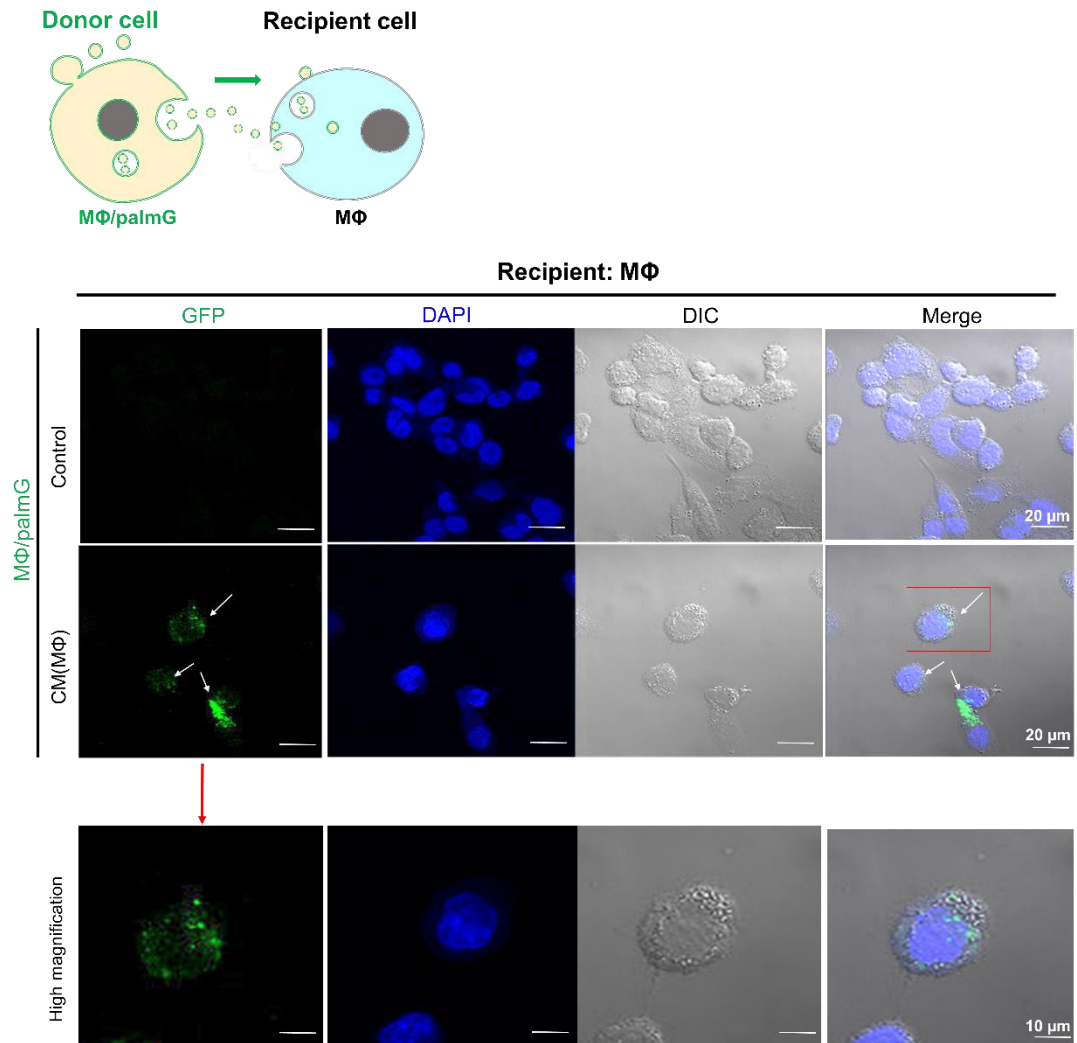 Donor cell
Recipient cell
MΦ/palmG
MΦ
Recipient: MΦ
GFP
DAPI
DIC
Merge
MΦ/palmG
Control
20 µm
CM(MΦ)
20 µm
High magnification
10 µm